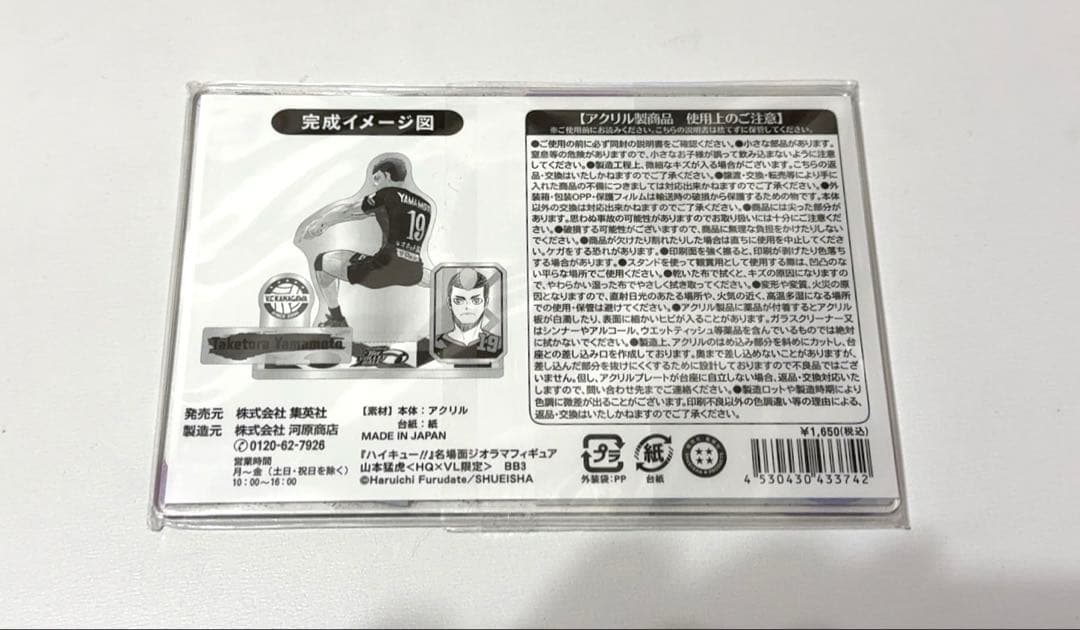 完成イメージ図
YAMAMOTO
19
KC KANAGAWA
Taketora Yamamoto
19
発売元 株式会社 集英社
製造元 株式会社 河原商店
0120-62-7926
営業時間
月〜金(土日・祝日を除く)
10:00〜16:00
【素材】本体:アクリル
台紙:紙
MADE IN JAPAN
『ハイキュー!!』名場面ジオラマフィギュア
山本猛虎<HQ×VL限定> BB3
©Haruichi Furudate/SHUEISHA
【アクリル製商品 使用上のご注意】
※ご使用前にお読みください。こちらの説明書は捨てずに保管してください。
●ご使用の前に必ず同封の説明書をご確認ください。●小さな部品があります。
窒息等の危険がありますので、小さなお子様が誤って飲み込まないように注意
してください。●製造工程上、微細なキズが入る場合がございます。こちらの返
品・交換はいたしかねますのでご了承ください。●譲渡・交換・転売等により手に
入れた商品の不備につきましては対応出来かねますのでご了承ください。●外
装箱・包装OPP・保護フィルムは輸送時の破損から保護するための物です。本
体以外の交換は対応出来かねますのでご了承ください。●商品には尖った部分が
あります。思わぬ事故の可能性がありますのでお取り扱いには十分にご注意くださ
い。●破損する可能性がございますので、商品に無理な負担をかけたりしない
でください。●商品が欠けたり割れたりした場合は直ちに使用を中止してくださ
い。ケガをする恐れがあります。●印刷面を強く擦ると、印刷が剥げたり色落ち
する場合があります。●スタンドを使って観賞用として使用する際は、凹凸のな
い平らな場所でご使用ください。●乾いた布で拭くと、キズの原因になりますの
で、やわらかい湿った布でやさしく拭き取ってください。●変形や変質、火災の原
因となりますので、直射日光のあたる場所や、火気の近く、高温多湿になる場所
での使用・保管は避けてください。●アクリル製品に薬品が付着するとアクリル
板が白濁したり、表面に細かいヒビが入ることがあります。ガラスクリーナー又
はシンナーやアルコール、ウエットティッシュ等薬品を含んでいるものでは絶対
に拭かないでください。●製造上、アクリルのはめ込み部分を斜めにカットし、台
座との差し込み口を作成しております。奥まで差し込めないことがありますが、
差し込んだ部分を抜けにくくするために設計しておりますので不良品ではござ
いません。但し、アクリルプレートが台座に自立しない場合、返品・交換対応いた
しますので、問い合わせ先までご連絡ください。●製造ロットや製造時期により
色調に微差が出ることがございます。印刷不良以外の色調違い等の理由による、
返品・交換はいたしかねますのでご了承ください。
¥1,650(税込)
プラ
外装袋:PP
紙
台紙
4 530430 433742